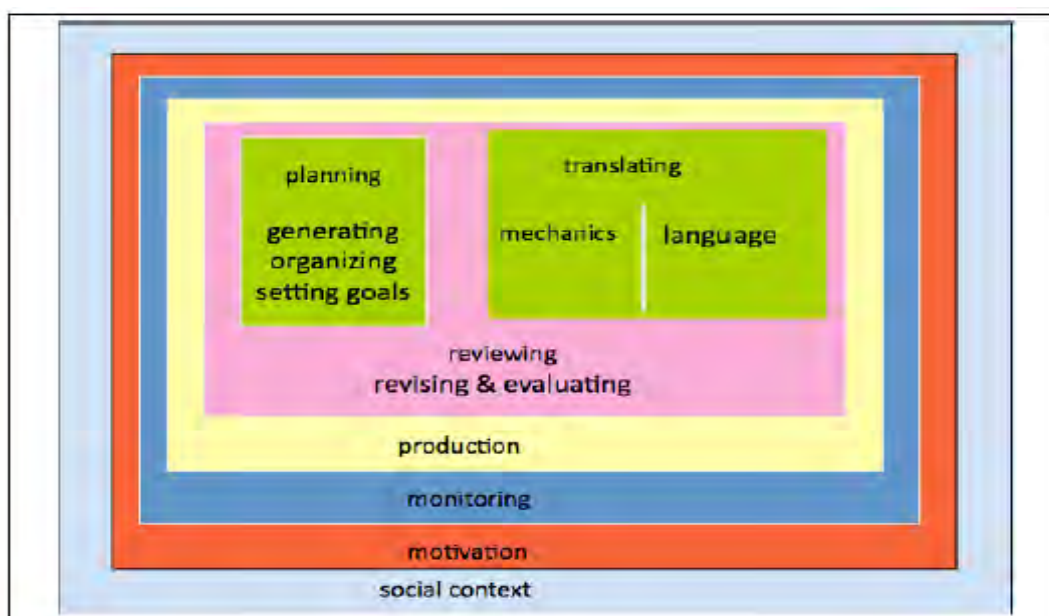 planning
generating
organizing
setting goals
translating
mechanics
language
reviewing
revising & evaluating
production
monitoring
motivation
social context